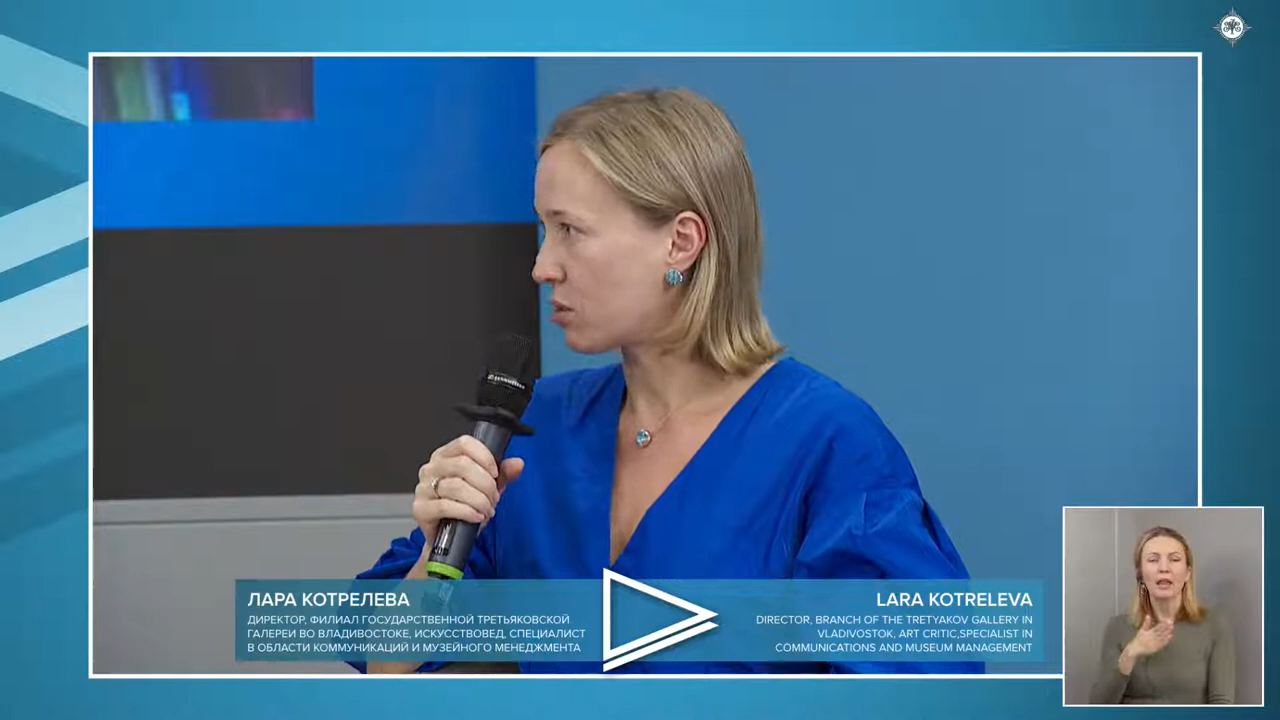 ЛАРА КОТРЕЛЕВА
ДИРЕКТОР, ФИЛИАЛ ГОСУДАРСТВЕННОЙ ТРЕТЬЯКОВСКОЙ
ГАЛЕРЕИ ВО ВЛАДИВОСТОКЕ, ИСКУССТВОВЕД, СПЕЦИАЛИСТ
В ОБЛАСТИ КОММУНИКАЦИЙ И МУЗЕЙНОГО МЕНЕДЖМЕНТА
LARA KOTRELEVA
DIRECTOR, BRANCH OF THE TRETYAKOV GALLERY IN
VLADIVOSTOK, ART CRITIC,SPECIALIST IN
COMMUNICATIONS AND MUSEUM MANAGEMENT